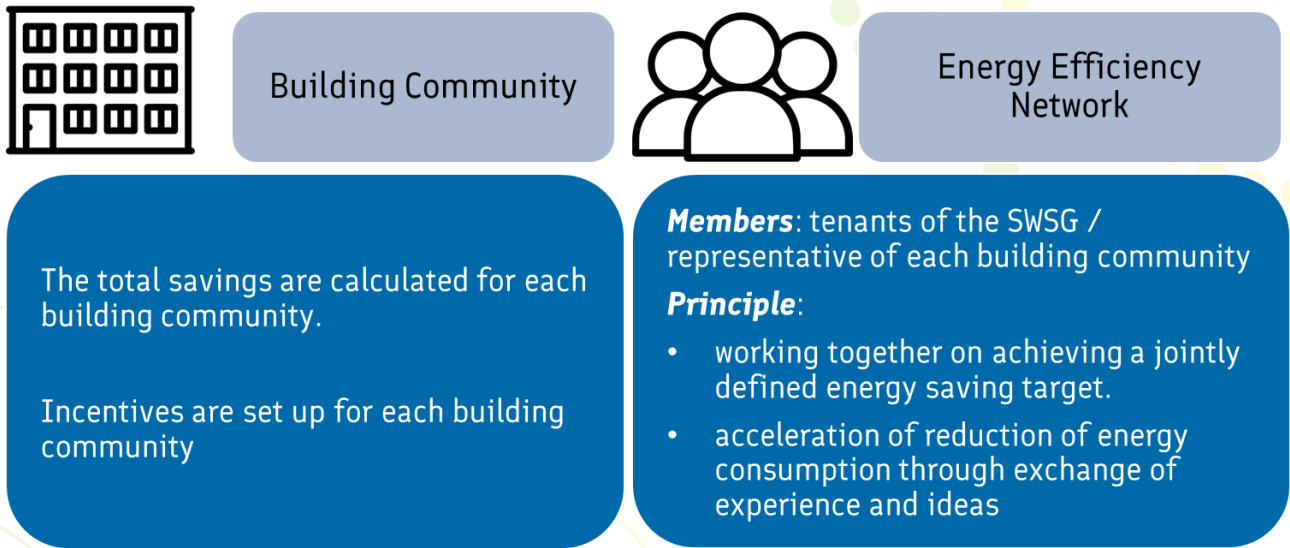 Building Community
Energy Efficiency
Network
The total savings are calculated for each
building community.
Incentives are set up for each building
community
Members: tenants of the SWSG /
representative of each building community
Principle:
• working together on achieving a jointly
defined energy saving target.
• acceleration of reduction of energy
consumption through exchange of
experience and ideas